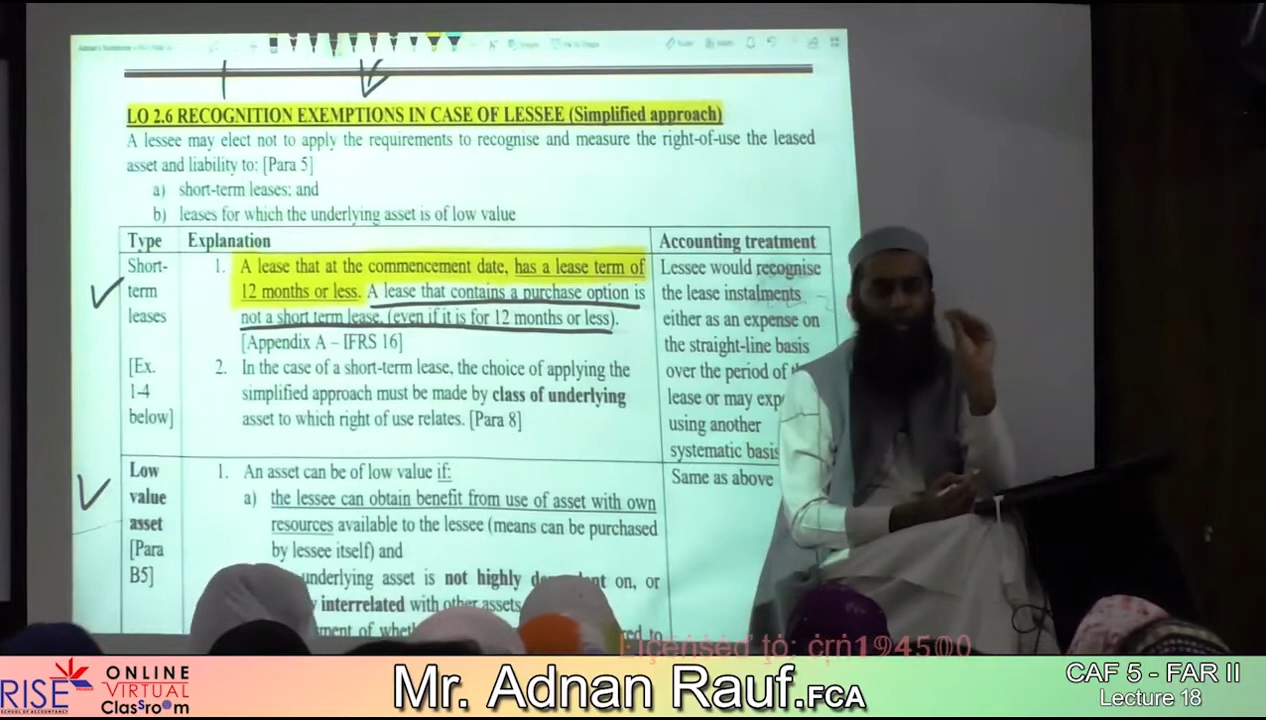 LO 2.6 RECOGNITION EXEMPTIONS IN CASE OF LESSEE (Simplified approach)
A lessee may elect not to apply the requirements to recognise and measure the right-of-use the leased
asset and liability to: [Para 5]
a) short-term leases; and
b) leases for which the underlying asset is of low value
Type Explanation Accounting treatment
Short-
term
leases
[Ex.
1-4
below]
1. A lease that at the commencement date, has a lease term of
12 months or less. A lease that contains a purchase option is
not a short term lease. (even if it is for 12 months or less).
[Appendix A – IFRS 16]
2. In the case of a short-term lease, the choice of applying the
simplified approach must be made by class of underlying
asset to which right of use relates. [Para 8]
Lessee would recognise
the lease instalments
either as an expense on
the straight-line basis
over the period of
lease or may
using another
systematic basis
Low
value
asset
[Para
B5]
1. An asset can be of low value if:
a) the lessee can obtain benefit from use of asset with own
resources available to the lessee (means can be purchased
by lessee itself) and
underlying asset is not highly on, or
interrelated with other assets
Same as above
Licensed to: crn194500
RISE
SCHOOL OF ACCOUNTANCY
ONLINE
VIRTUAL
Classroom
Mr. Adnan Rauf.FCA
CAF 5 - FAR II
Lecture 18